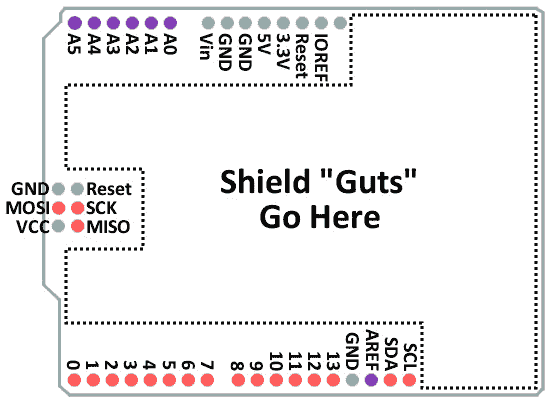 A5 A4 A3 A2 A1 A0 Vin GND GND 5V 3.3V Reset IOREF
Shield "Guts"
Go Here
GND Reset
MOSI SCK
VCC MISO
0 1 2 3 4 5 6 7 8 9 10 11 12 13 GND AREF SDA SCL